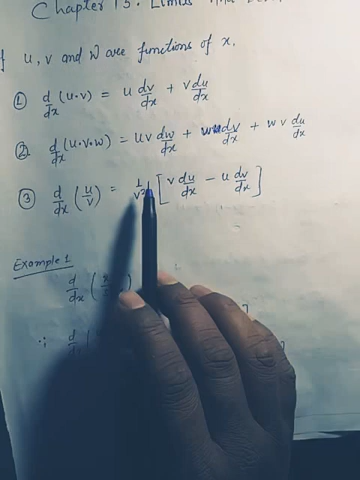 Chapter 13: Limits
If u, v and w are functions of x.
① d/dx (u·v) = u dv/dx + v du/dx
② d/dx (u·v·w) = uv dw/dx + wu dv/dx + w v du/dx
③ d/dx (u/v) = 1/v² [v du/dx − u dv/dx]
Example 1
d/dx (
∵ d/dx (